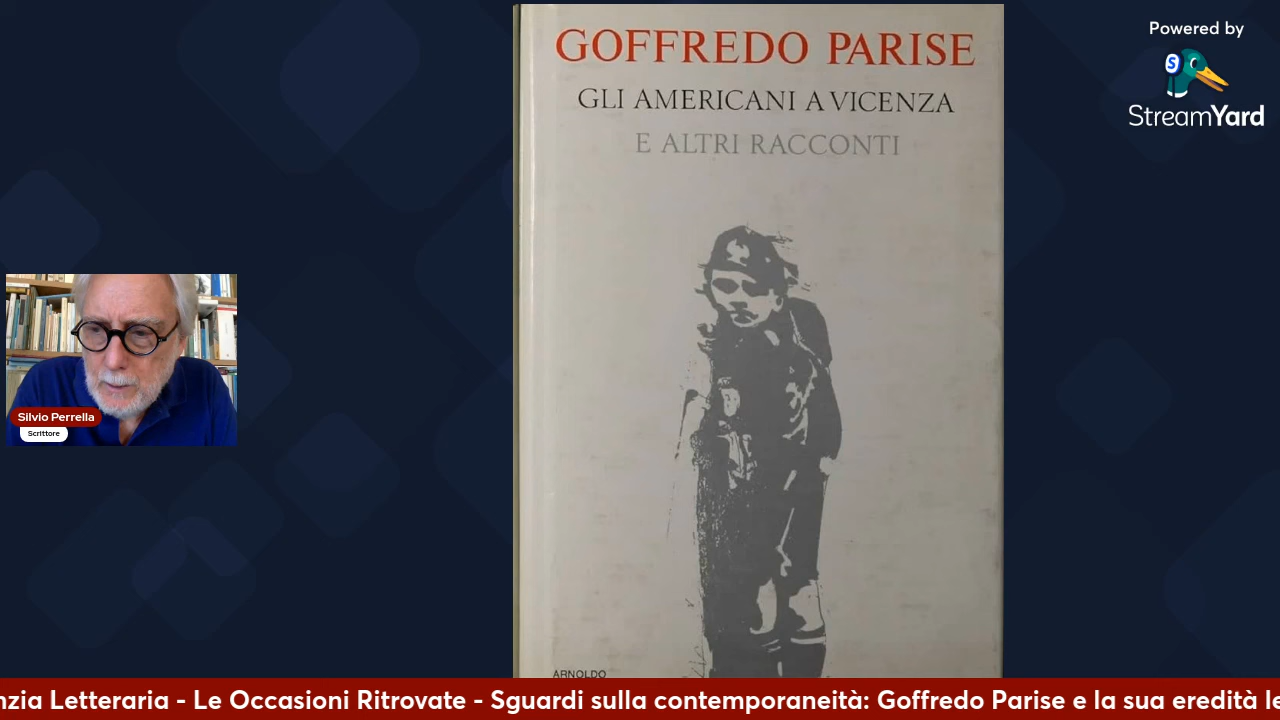 GOFFREDO PARISE
GLI AMERICANI A VICENZA
E ALTRI RACCONTI
ARNOLDO
Powered by
S
StreamYard
Silvio Perrella
Scrittore
nzia Letteraria - Le Occasioni Ritrovate - Sguardi sulla contemporaneità: Goffredo Parise e la sua eredità le